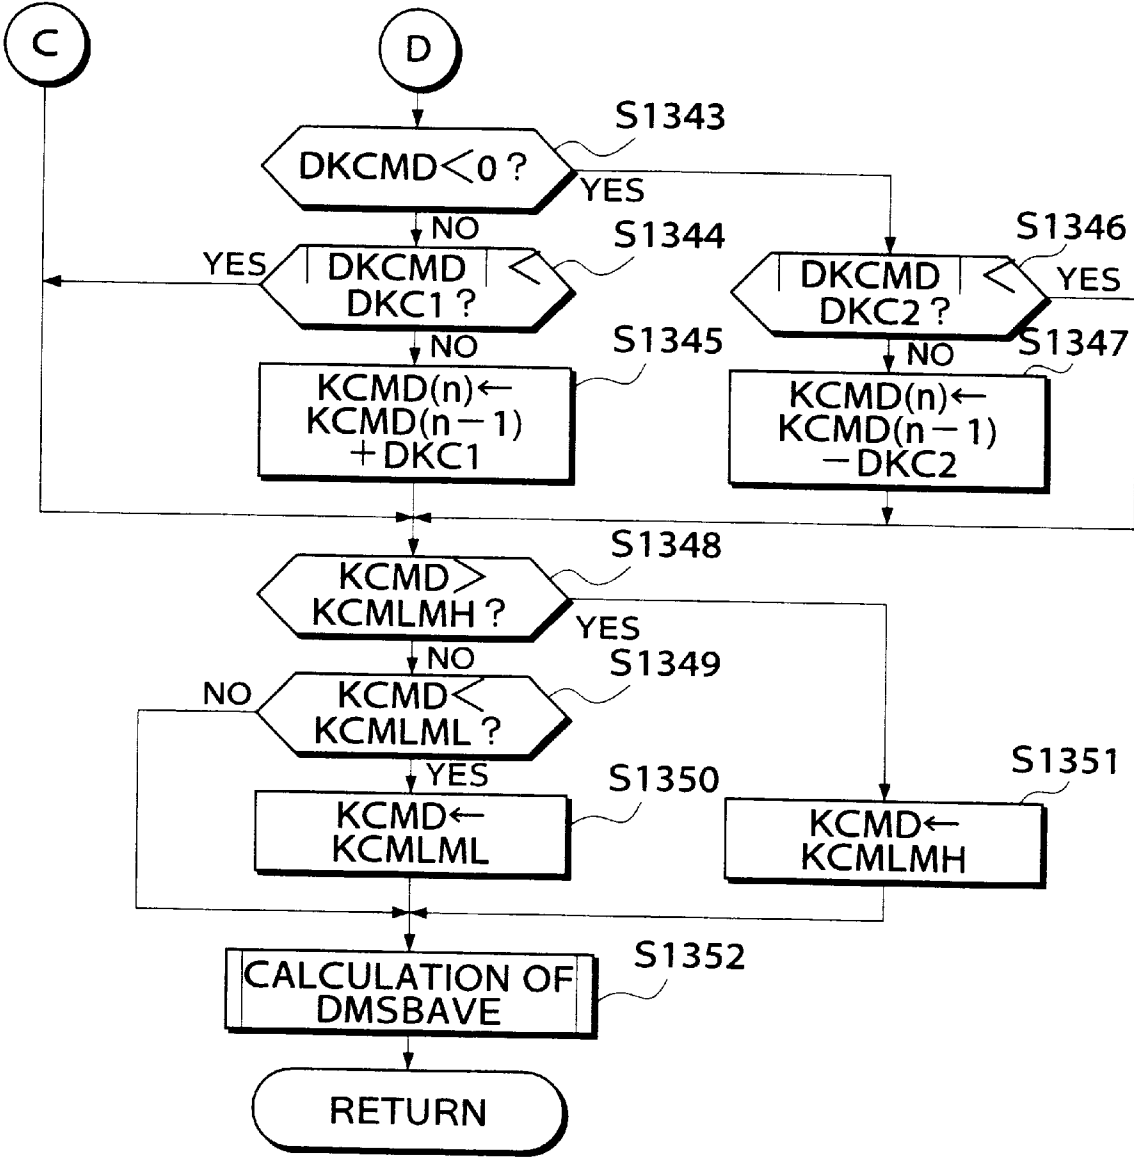 C
D
S1343
DKCMD<0?
YES
NO
S1344
YES
|DKCMD| <
DKC1?
NO
S1346
|DKCMD| <
DKC2?
YES
NO
S1345
KCMD(n)←
KCMD(n−1)
+DKC1
S1347
KCMD(n)←
KCMD(n−1)
−DKC2
S1348
KCMD>
KCMLMH?
YES
NO
S1349
NO
KCMD<
KCMLML?
YES
S1350
KCMD←
KCMLML
S1351
KCMD←
KCMLMH
S1352
CALCULATION OF
DMSBAVE
RETURN